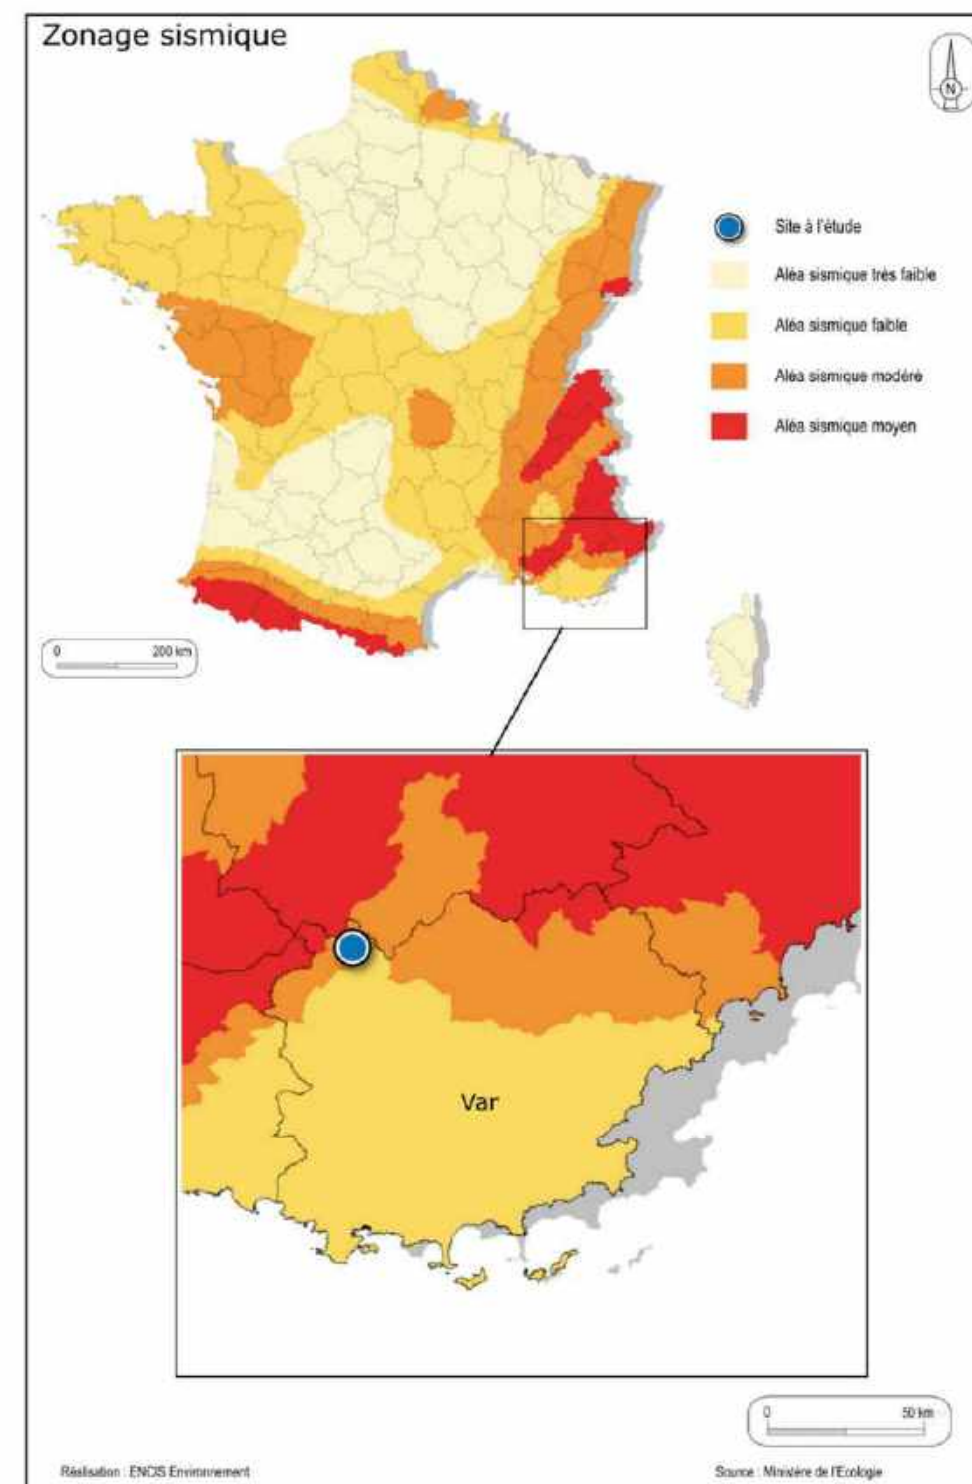 Zonage sismique
N
Site à l'étude
Aléa sismique très faible
Aléa sismique faible
Aléa sismique modéré
Aléa sismique moyen
0 200 km
Var
0 50 km
Réalisation : ENCIS Environnement
Source : Ministère de l'Ecologie